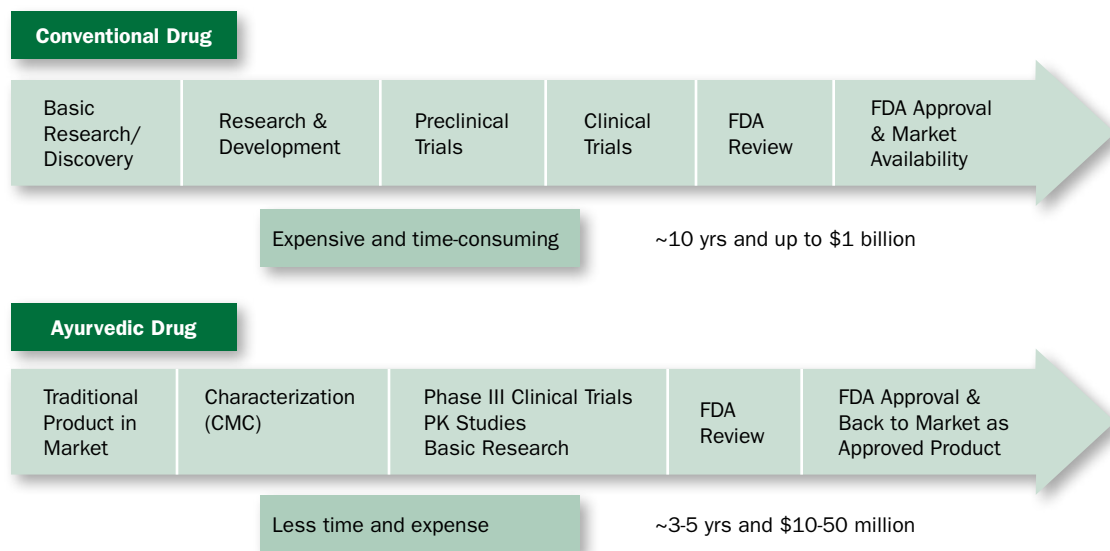 Conventional Drug
Basic
Research/
Discovery
Research &
Development
Preclinical
Trials
Clinical
Trials
FDA
Review
FDA Approval
& Market
Availability
Expensive and time-consuming
~10 yrs and up to $1 billion
Ayurvedic Drug
Traditional
Product in
Market
Characterization
(CMC)
Phase III Clinical Trials
PK Studies
Basic Research
FDA
Review
FDA Approval &
Back to Market as
Approved Product
Less time and expense
~3-5 yrs and $10-50 million